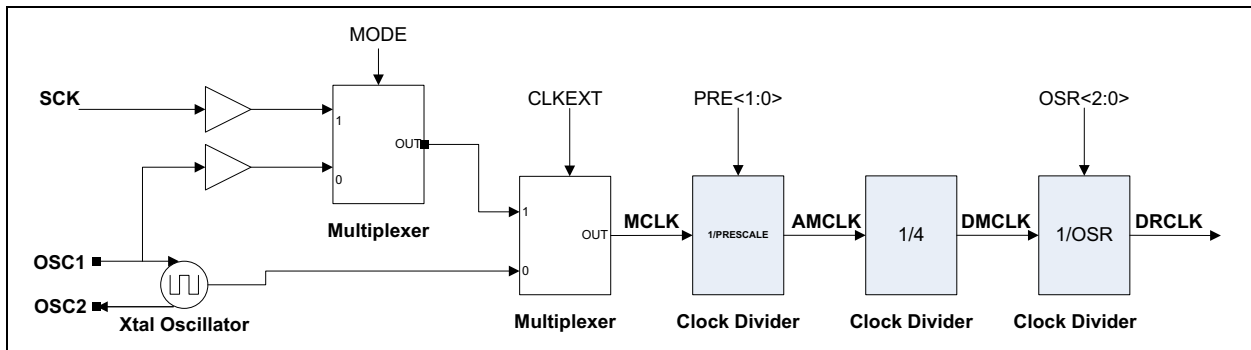 MODE
SCK
1
OUT
0
Multiplexer
CLKEXT
PRE<1:0>
OSR<2:0>
1
OUT
0
Multiplexer
MCLK
1/PRESCALE
Clock Divider
AMCLK
1/4
Clock Divider
DMCLK
1/OSR
Clock Divider
DRCLK
OSC1
OSC2
Xtal Oscillator